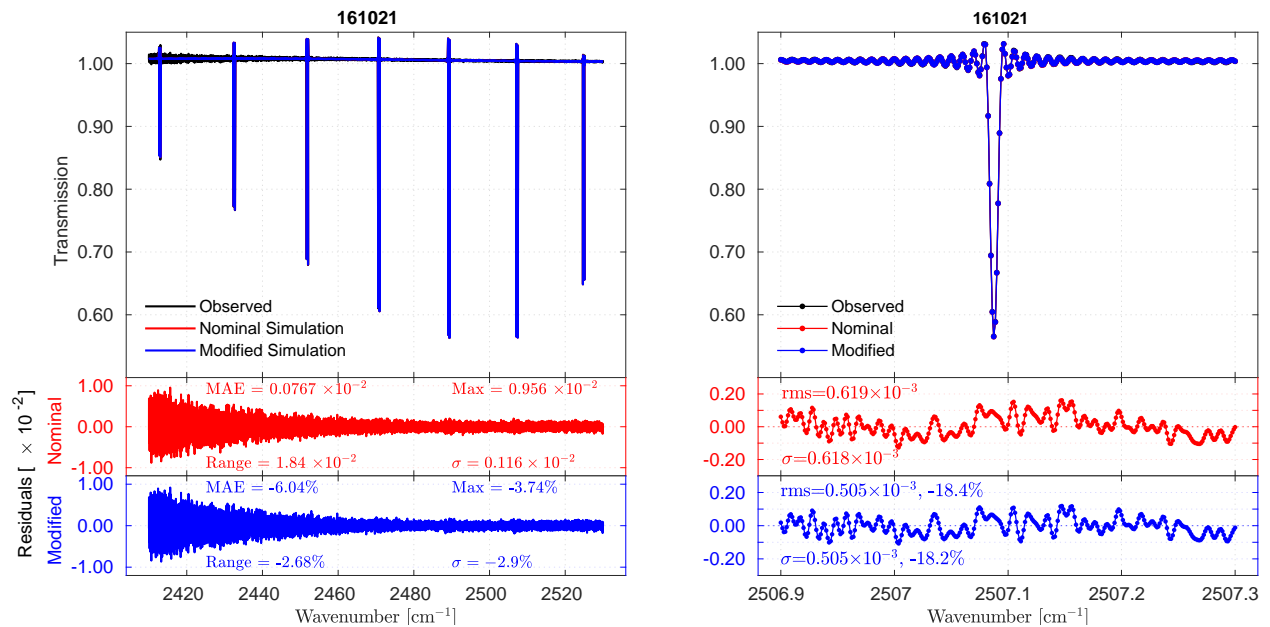 161021
Transmission
1.00
0.90
0.80
0.70
0.60
Observed
Nominal Simulation
Modified Simulation
Residuals [ × 10⁻²]
Nominal
1.00
0.00
-1.00
MAE = 0.0767 ×10⁻²
Max = 0.956 ×10⁻²
Range = 1.84 ×10⁻²
σ = 0.116 ×10⁻²
Modified
1.00
0.00
-1.00
MAE = -6.04%
Max = -3.74%
Range = -2.68%
σ = −2.9%
2420 2440 2460 2480 2500 2520
Wavenumber [cm⁻¹]
161021
1.00
0.90
0.80
0.70
0.60
Observed
Nominal
Modified
0.20
0.00
-0.20
rms=0.619×10⁻³
σ=0.618×10⁻³
0.20
0.00
-0.20
rms=0.505×10⁻³, -18.4%
σ=0.505×10⁻³, -18.2%
2506.9 2507 2507.1 2507.2 2507.3
Wavenumber [cm⁻¹]